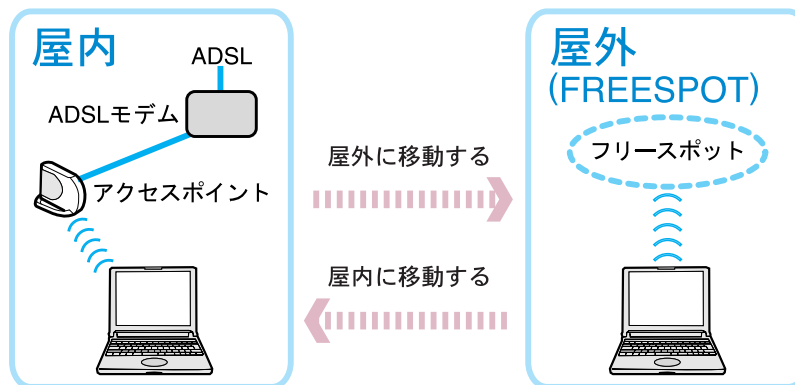 屋内
ADSL
ADSLモデム
アクセスポイント
屋外に移動する
屋内に移動する
屋外
(FREESPOT)
フリースポット